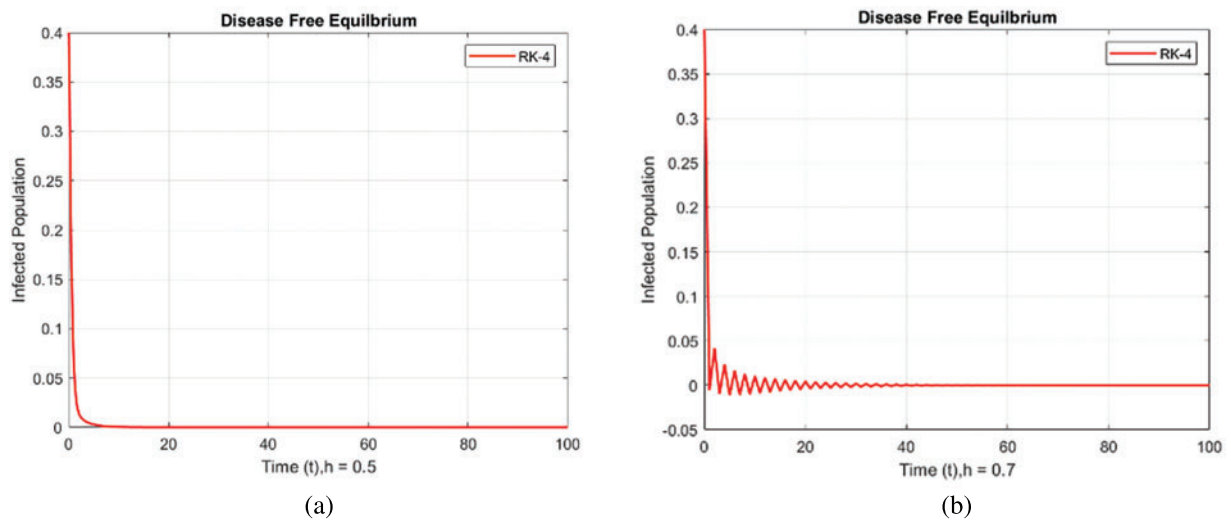 Disease Free Equilbrium
RK-4
0.4
0.35
0.3
0.25
0.2
0.15
0.1
0.05
0
Infected Population
0 20 40 60 80 100
Time (t),h = 0.5
(a)
Disease Free Equilbrium
RK-4
0.4
0.35
0.3
0.25
0.2
0.15
0.1
0.05
0
-0.05
Infected Population
0 20 40 60 80 100
Time (t),h = 0.7
(b)